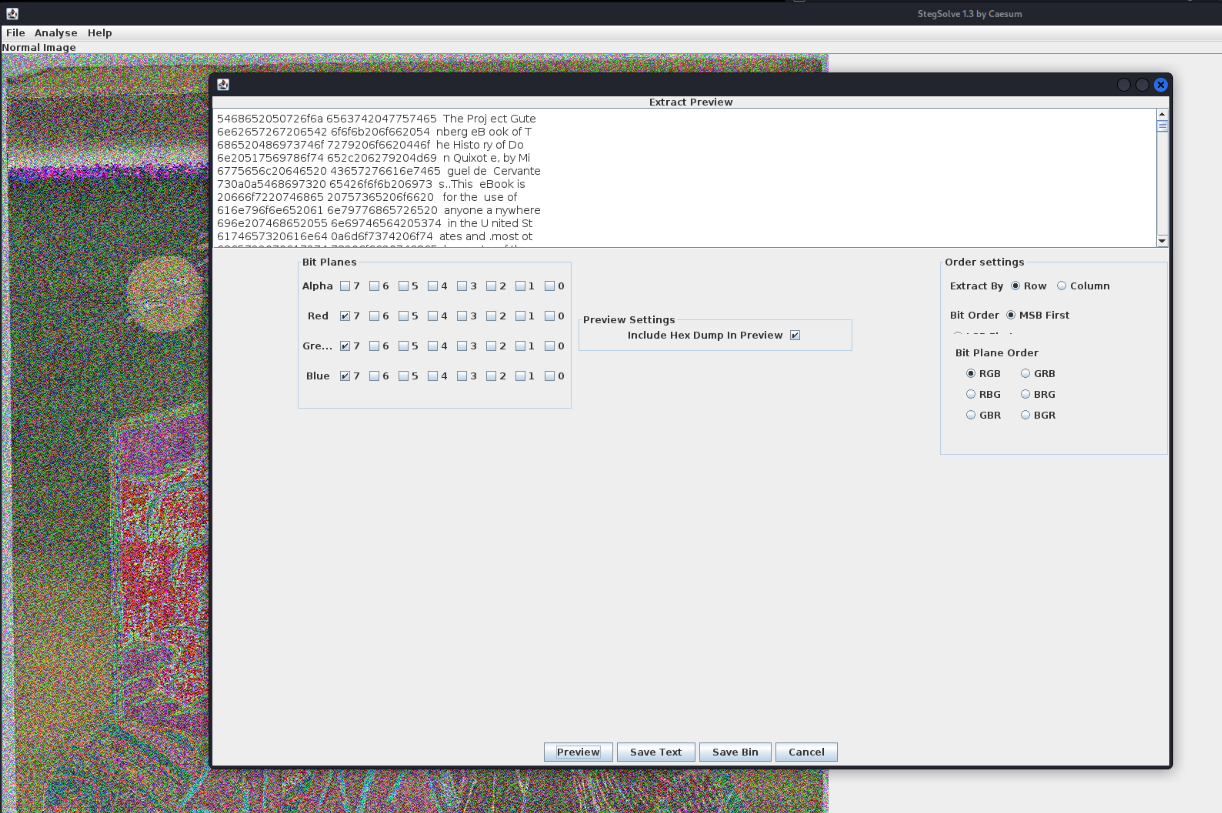 StegSolve 1.3 by Caesum
File Analyse Help
Normal Image
Extract Preview
5468652050726f6a 6563742047757465 The Proj ect Gute
6e62657267206542 6f6f6b206f662054 nberg eB ook of T
686520486973746f 7279206f6620446f he Histo ry of Do
6e20517569786f74 652c206279204d69 n Quixot e, by Mi
6775656c20646520 43657276616e7465 guel de Cervante
730a0a5468697320 65426f6f6b206973 s..This eBook is
20666f7220746865 20757365206f6620 for the use of
616e796f6e652061 6e79776865726520 anyone a nywhere
696e207468652055 6e69746564205374 in the U nited St
6174657320616e64 0a6d6f7374206f74 ates and .most ot
Bit Planes
Alpha 7 6 5 4 3 2 1 0
Red 7 6 5 4 3 2 1 0
Gre... 7 6 5 4 3 2 1 0
Blue 7 6 5 4 3 2 1 0
Preview Settings
Include Hex Dump In Preview
Order settings
Extract By Row Column
Bit Order MSB First
Bit Plane Order
RGB GRB
RBG BRG
GBR BGR
Preview Save Text Save Bin Cancel